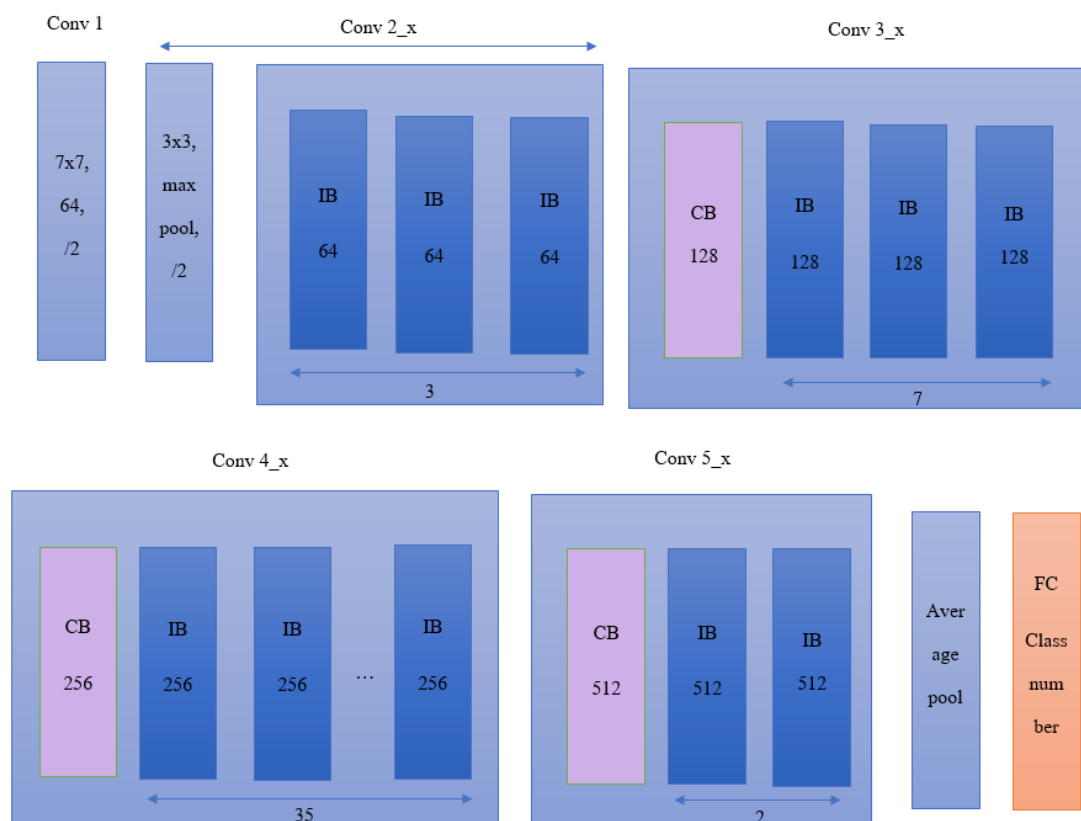 Conv 1
Conv 2_x
Conv 3_x
7x7,
64,
/2
3x3,
max
pool,
/2
IB
64
IB
64
IB
64
3
CB
128
IB
128
IB
128
IB
128
7
Conv 4_x
Conv 5_x
CB
256
IB
256
IB
256
...
IB
256
35
CB
512
IB
512
IB
512
2
Aver
age
pool
FC
Class
num
ber